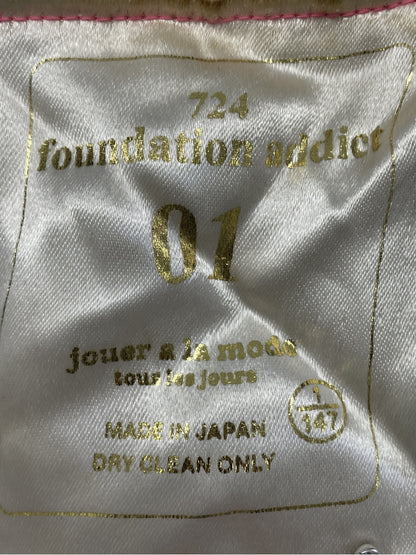 724
foundation addict
01
jouer a la mode
tous les jours
1/147
MADE IN JAPAN
DRY CLEAN ONLY